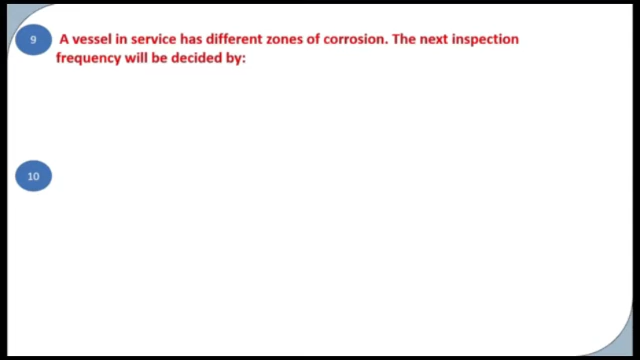 9 A vessel in service has different zones of corrosion. The next inspection
frequency will be decided by:
10